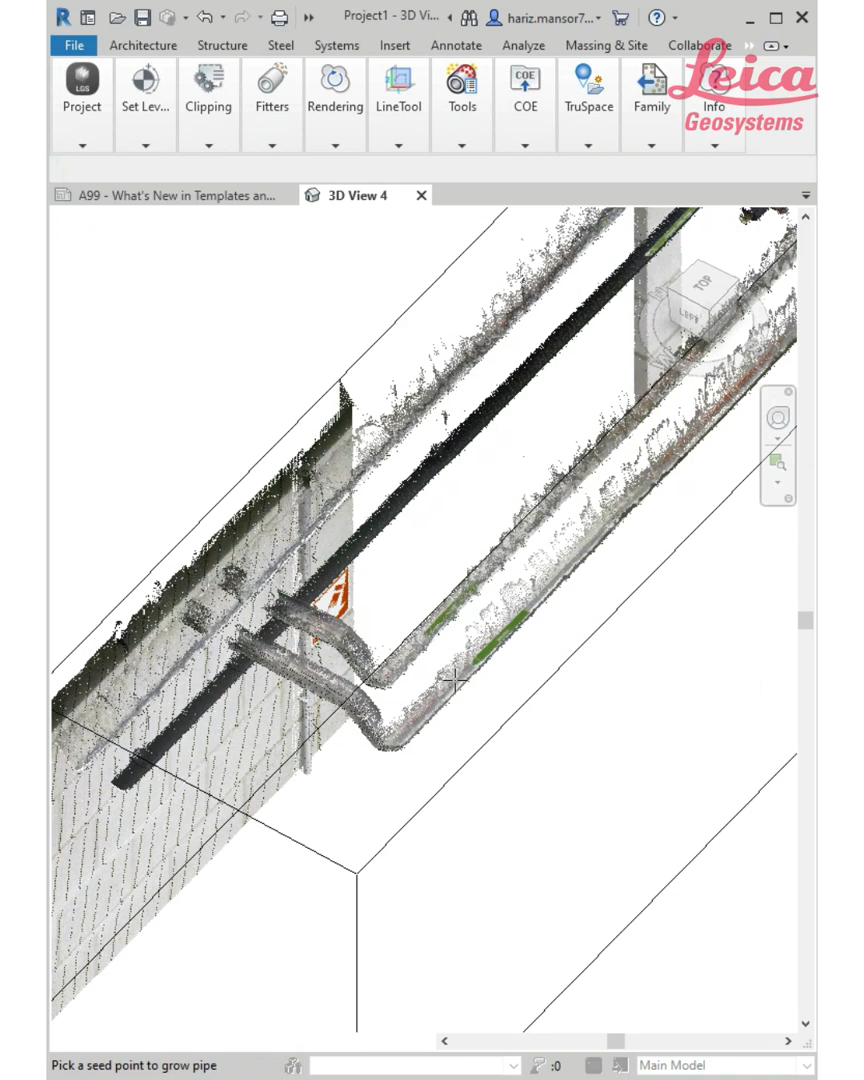 Project1 - 3D Vi...
hariz.mansor7...
File Architecture Structure Steel Systems Insert Annotate Analyze Massing & Site Collaborate
Leica
Geosystems
LGS
COE
Project Set Lev... Clipping Fitters Rendering LineTool Tools COE TruSpace Family Info
A99 - What's New in Templates an... 3D View 4
TOP
LEFT
Pick a seed point to grow pipe
:0
Main Model